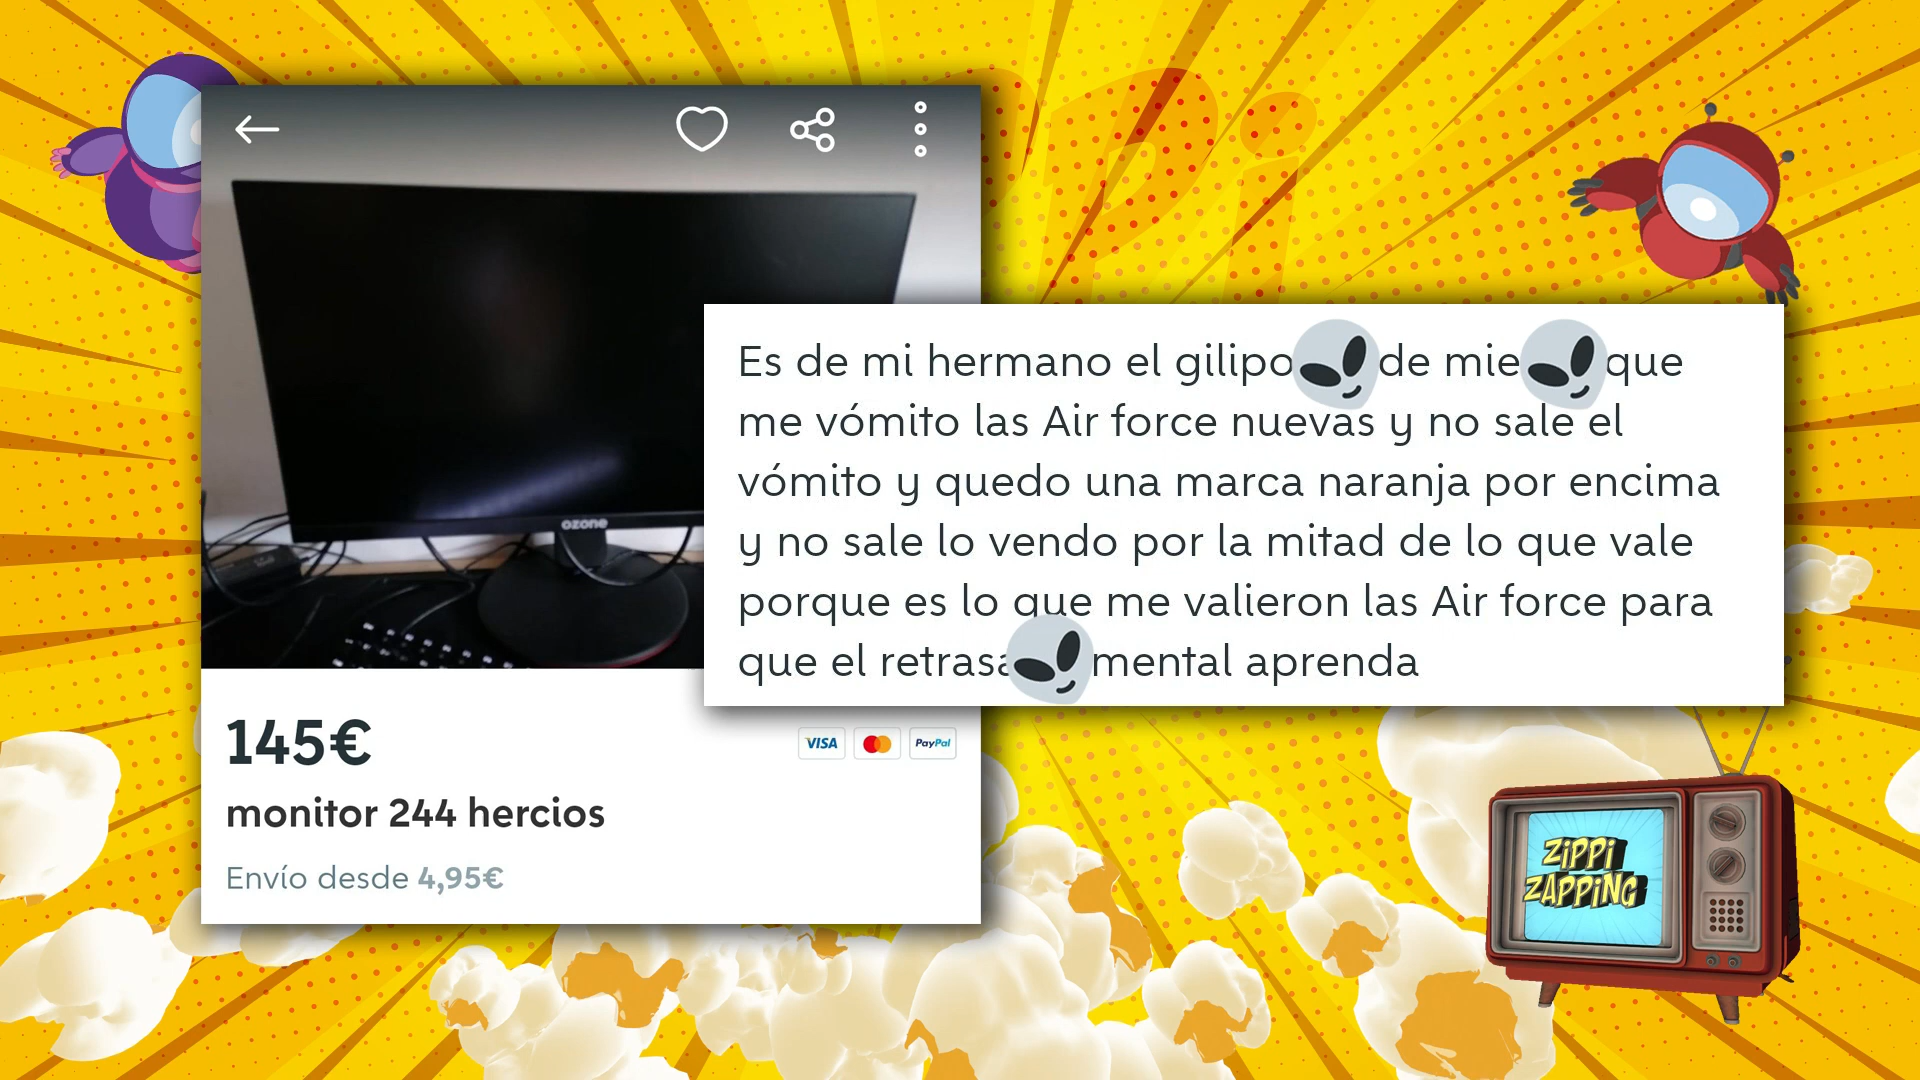 Pi
ozone
Es de mi hermano el gilipo de mie que
me vómito las Air force nuevas y no sale el
vómito y quedo una marca naranja por encima
y no sale lo vendo por la mitad de lo que vale
porque es lo que me valieron las Air force para
que el retrasa mental aprenda
145€
VISA
PayPal
monitor 244 hercios
Envío desde 4,95€
ZiPPi
ZAPPiNG